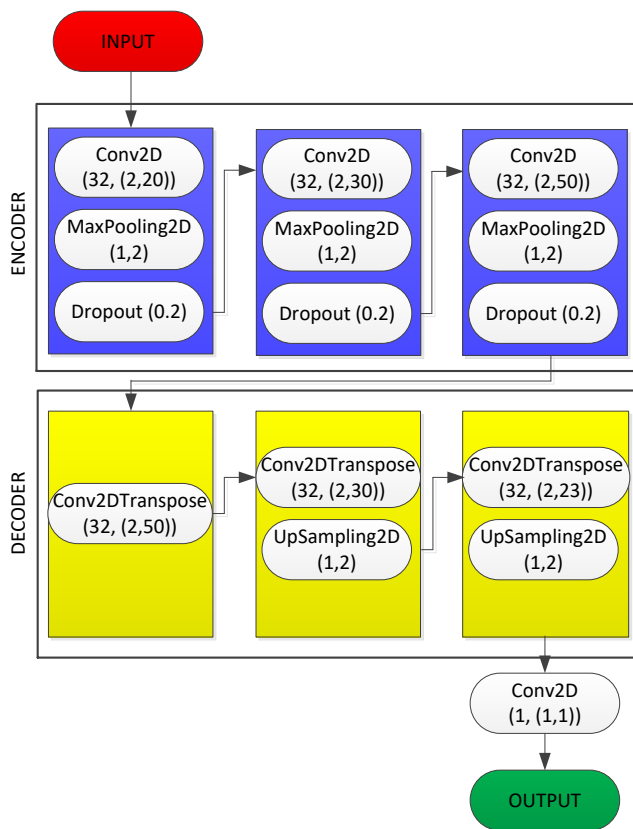 INPUT
ENCODER
Conv2D
(32, (2,20))
MaxPooling2D
(1,2)
Dropout (0.2)
Conv2D
(32, (2,30))
MaxPooling2D
(1,2)
Dropout (0.2)
Conv2D
(32, (2,50))
MaxPooling2D
(1,2)
Dropout (0.2)
DECODER
Conv2DTranspose
(32, (2,50))
Conv2DTranspose
(32, (2,30))
UpSampling2D
(1,2)
Conv2DTranspose
(32, (2,23))
UpSampling2D
(1,2)
Conv2D
(1, (1,1))
OUTPUT